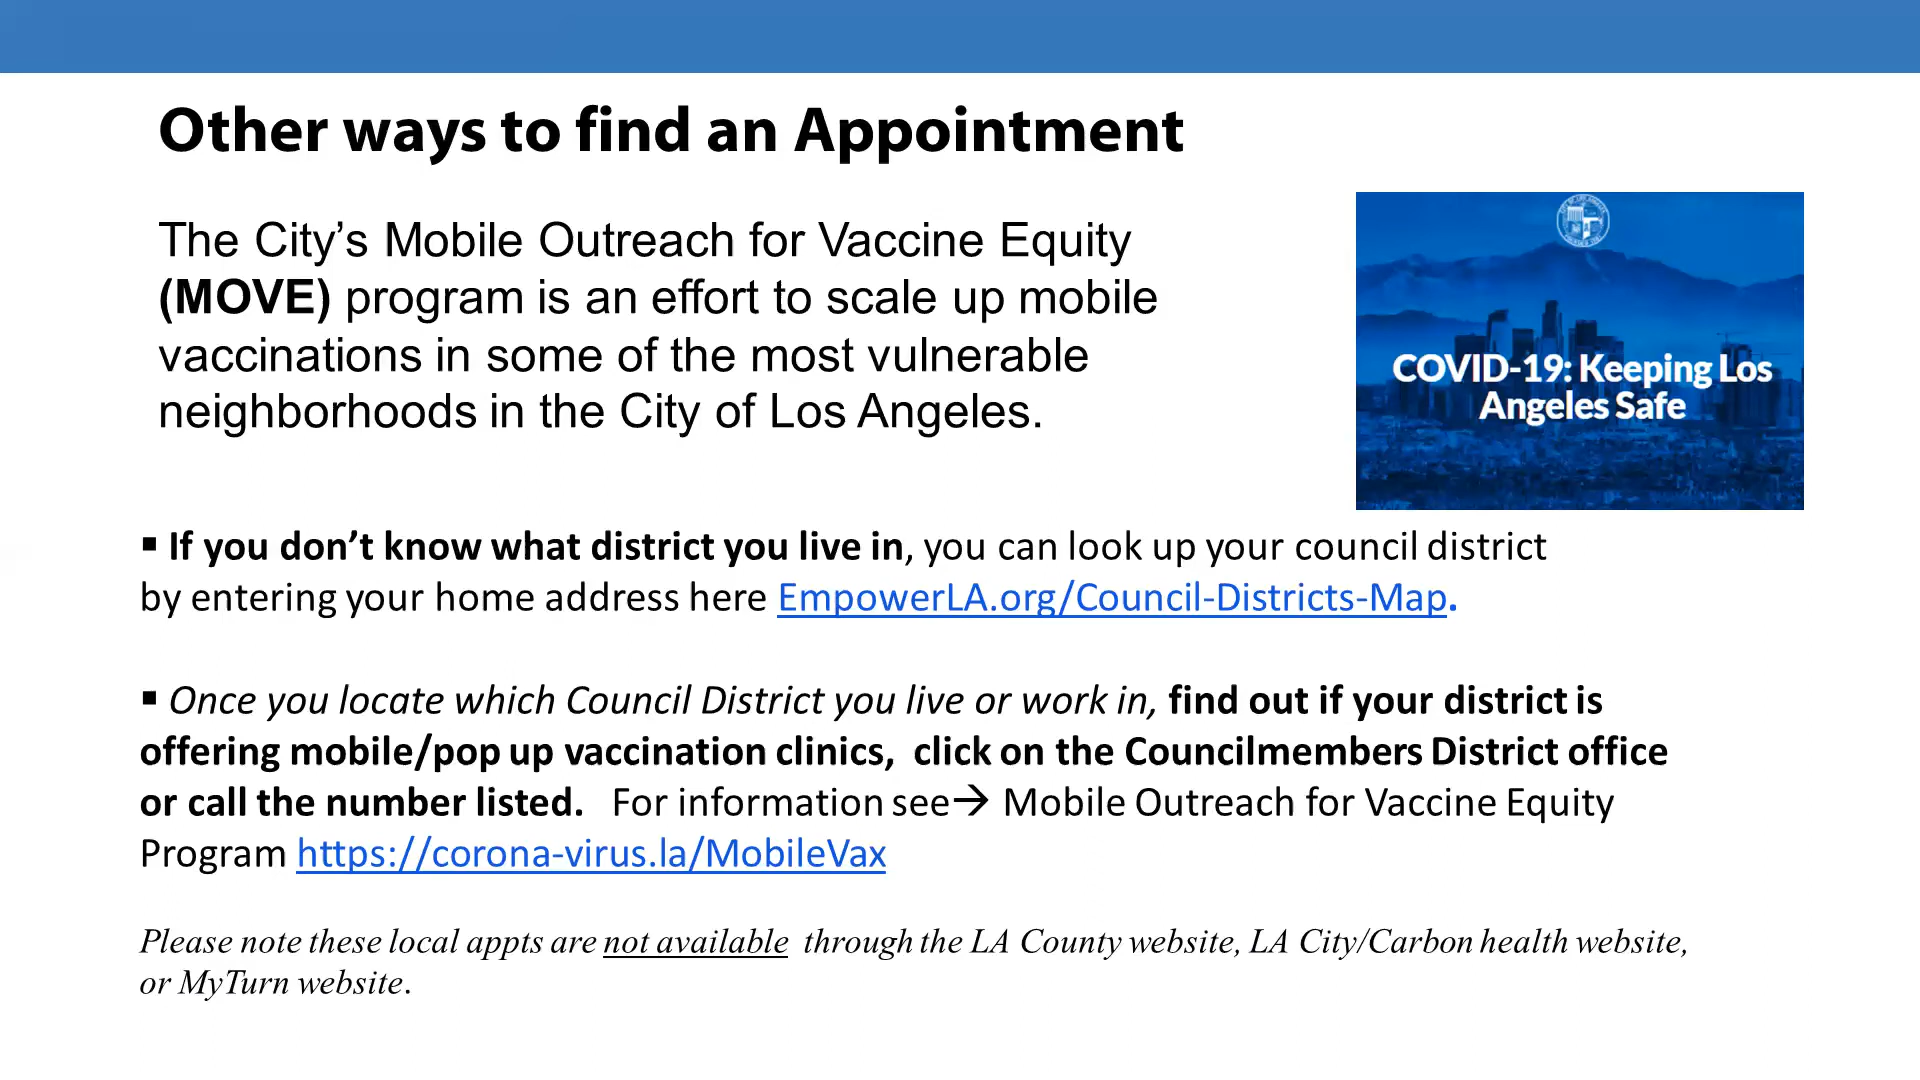 Other ways to find an Appointment
The City’s Mobile Outreach for Vaccine Equity
(MOVE) program is an effort to scale up mobile
vaccinations in some of the most vulnerable
neighborhoods in the City of Los Angeles.
COVID-19: Keeping Los
Angeles Safe
▪ If you don’t know what district you live in, you can look up your council district
by entering your home address here EmpowerLA.org/Council-Districts-Map.
▪ Once you locate which Council District you live or work in, find out if your district is
offering mobile/pop up vaccination clinics, click on the Councilmembers District office
or call the number listed. For information see→ Mobile Outreach for Vaccine Equity
Program https://corona-virus.la/MobileVax
Please note these local appts are not available through the LA County website, LA City/Carbon health website,
or MyTurn website.